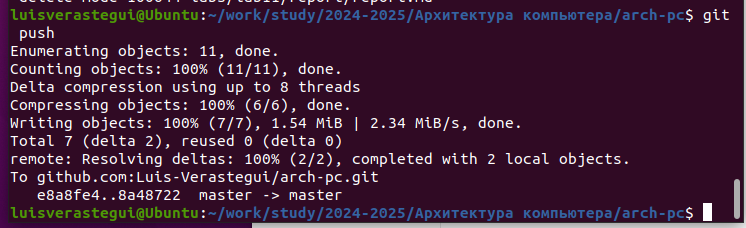 luisverastegui@Ubuntu:~/work/study/2024-2025/Архитектура компьютера/arch-pc$ git
 push
Enumerating objects: 11, done.
Counting objects: 100% (11/11), done.
Delta compression using up to 8 threads
Compressing objects: 100% (6/6), done.
Writing objects: 100% (7/7), 1.54 MiB | 2.34 MiB/s, done.
Total 7 (delta 2), reused 0 (delta 0)
remote: Resolving deltas: 100% (2/2), completed with 2 local objects.
To github.com:Luis-Verastegui/arch-pc.git
   e8a8fe4..8a48722  master -> master
luisverastegui@Ubuntu:~/work/study/2024-2025/Архитектура компьютера/arch-pc$